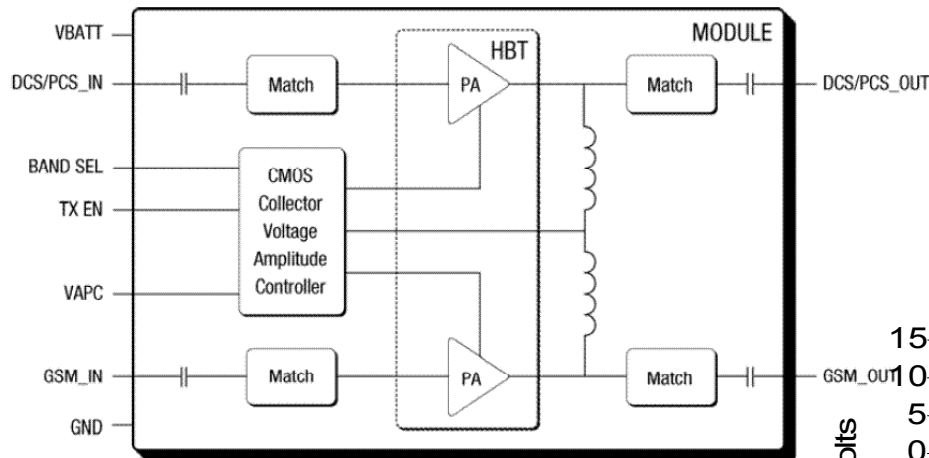 VBATT
MODULE
HBT
DCS/PCS_IN
Match
PA
Match
DCS/PCS_OUT
BAND SEL
TX EN
VAPC
CMOS
Collector
Voltage
Amplitude
Controller
GSM_IN
Match
PA
Match
GSM_OUT
GND
15
10
5
0